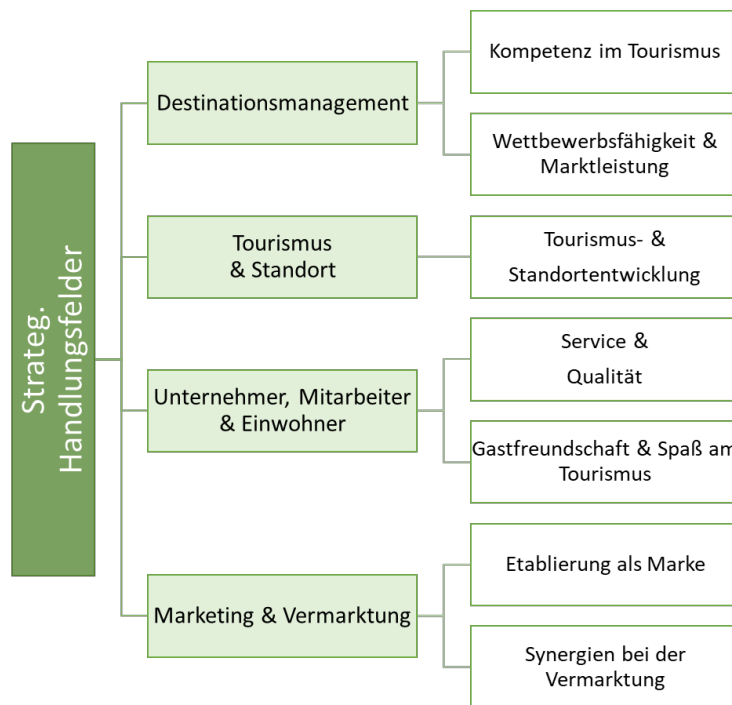 Strateg.
Handlungsfelder
Destinationsmanagement
Kompetenz im Tourismus
Wettbewerbsfähigkeit &
Marktleistung
Tourismus
& Standort
Tourismus- &
Standortentwicklung
Unternehmer, Mitarbeiter
& Einwohner
Service &
Qualität
Gastfreundschaft & Spaß am
Tourismus
Marketing & Vermarktung
Etablierung als Marke
Synergien bei der
Vermarktung